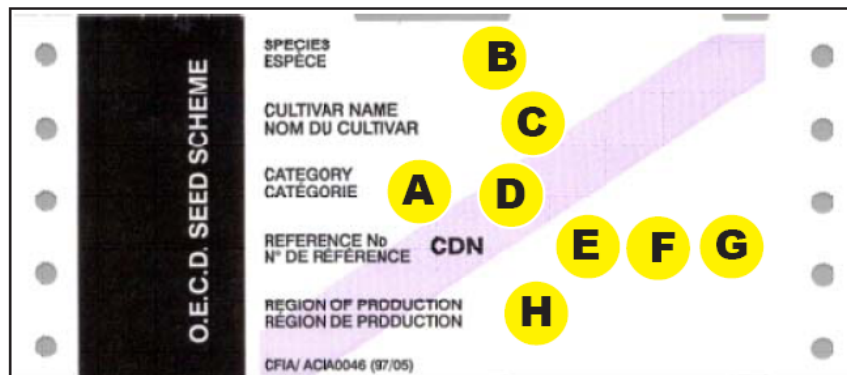 O.E.C.D. SEED SCHEME
SPECIES
ESPÈCE
B
CULTIVAR NAME
NOM DU CULTIVAR
C
CATEGORY
CATÉGORIE
A D
REFERENCE No
N° DE RÉFÉRENCE
CDN E F G
REGION OF PRODUCTION
RÉGION DE PRODUCTION
H
CFIA/ ACIA0046 (97/05)